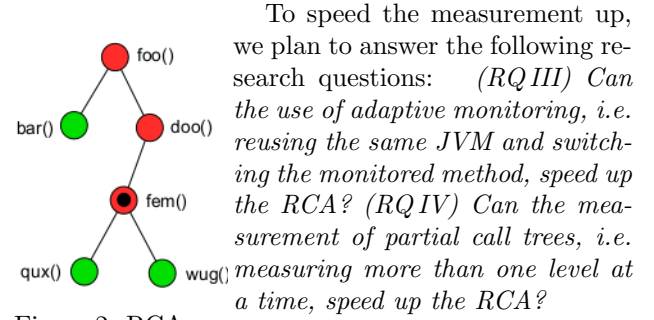 foo()
bar()
doo()
fem()
qux()
wug()
To speed the measurement up,
we plan to answer the following re-
search questions: (RQ III) Can
the use of adaptive monitoring, i.e.
reusing the same JVM and switch-
ing the monitored method, speed up
the RCA? (RQ IV) Can the mea-
surement of partial call trees, i.e.
measuring more than one level at
a time, speed up the RCA?